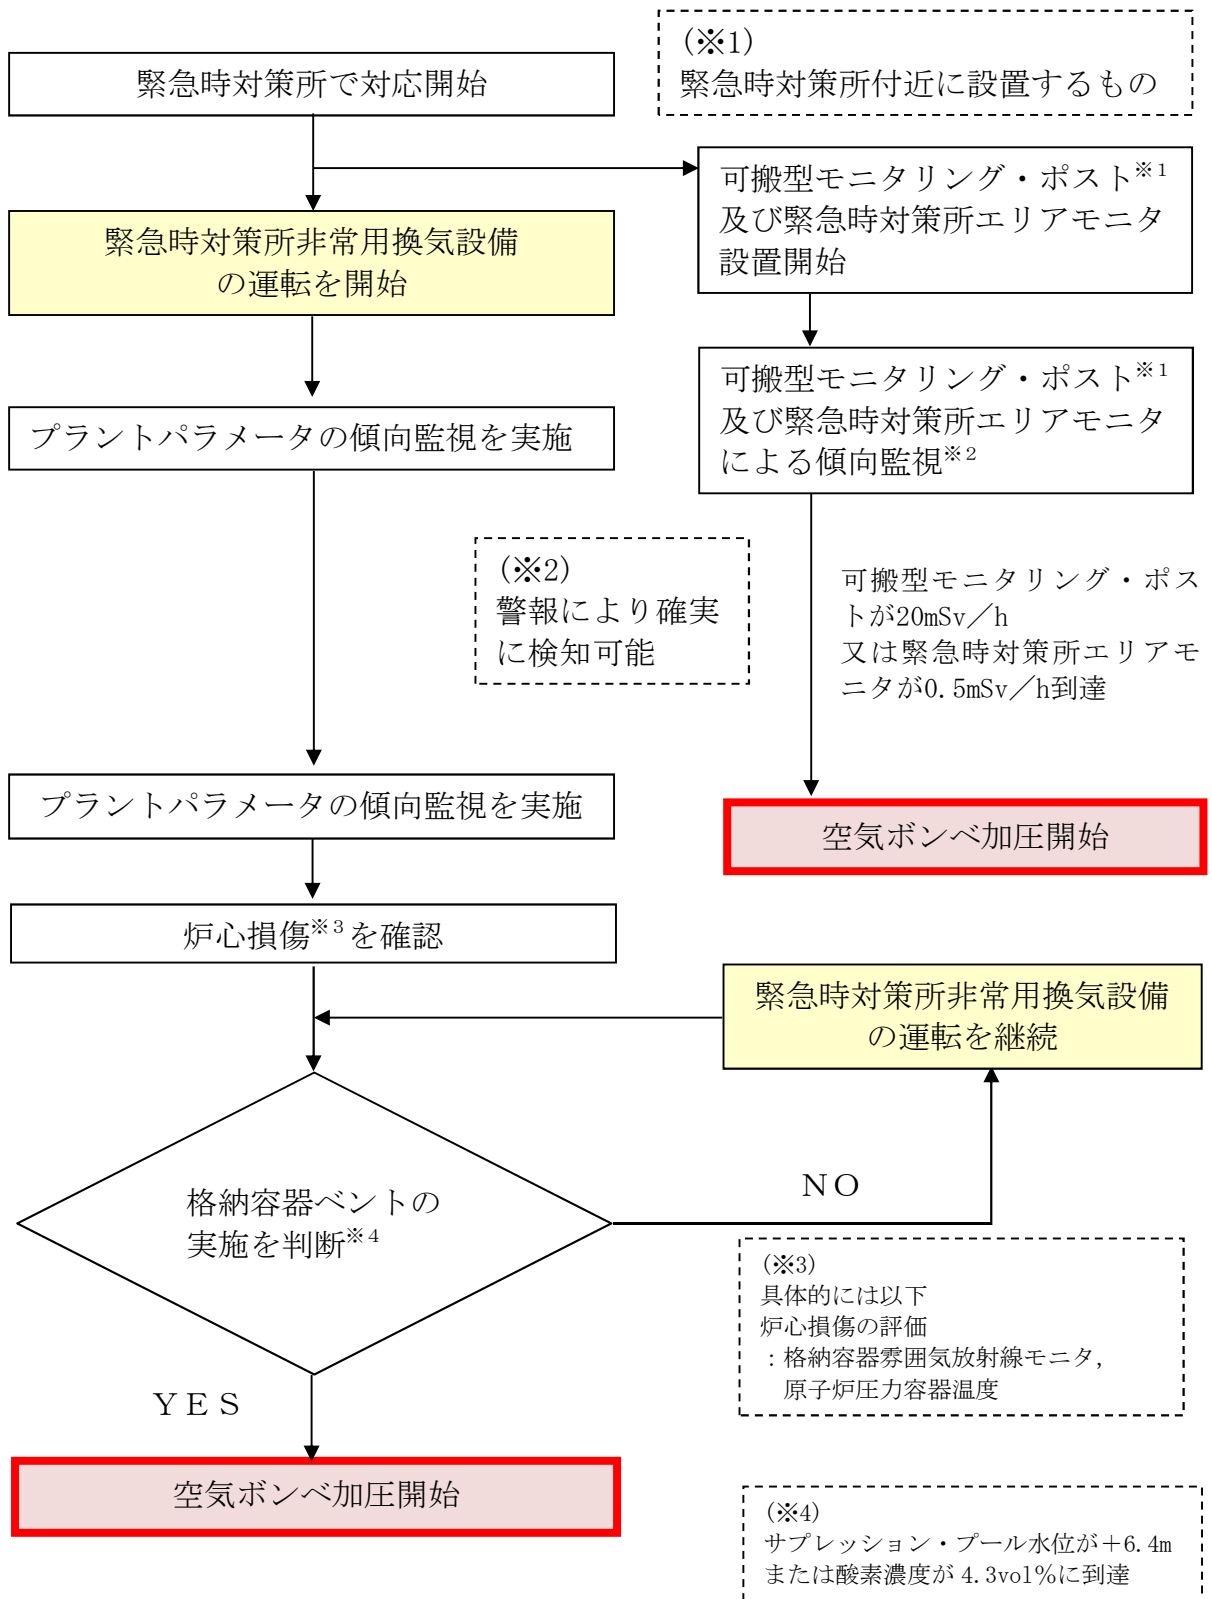 (※1)
緊急時対策所付近に設置するもの
緊急時対策所で対応開始
可搬型モニタリング・ポスト※1
及び緊急時対策所エリアモニタ
設置開始
緊急時対策所非常用換気設備
の運転を開始
可搬型モニタリング・ポスト※1
及び緊急時対策所エリアモニタ
による傾向監視※2
プラントパラメータの傾向監視を実施
(※2)
警報により確実
に検知可能
可搬型モニタリング・ポス
トが20mSv／h
又は緊急時対策所エリアモ
ニタが0.5mSv／h到達
プラントパラメータの傾向監視を実施
空気ボンベ加圧開始
炉心損傷※3を確認
緊急時対策所非常用換気設備
の運転を継続
格納容器ベントの
実施を判断※4
ＮＯ
(※3)
具体的には以下
炉心損傷の評価
：格納容器雰囲気放射線モニタ,
原子炉圧力容器温度
ＹＥＳ
空気ボンベ加圧開始
(※4)
サプレッション・プール水位が＋6.4m
または酸素濃度が 4.3vol％に到達